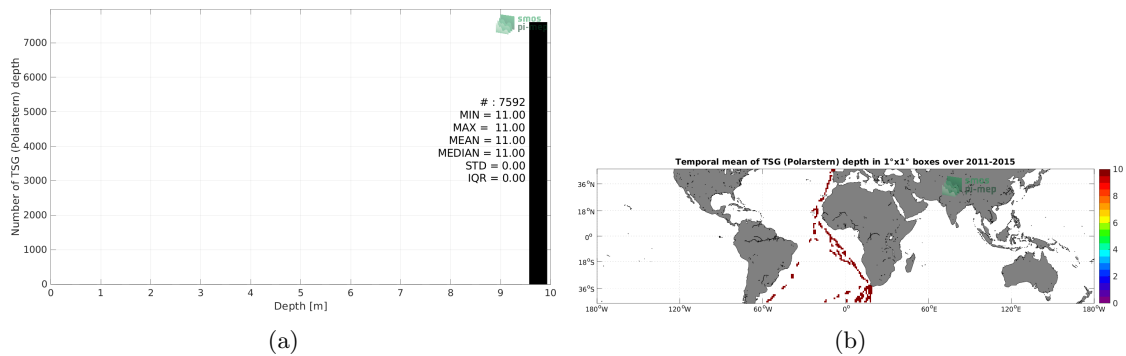 smos
pi-mep
Number of TSG (Polarstern) depth
7000
6000
5000
4000
3000
2000
1000
0
# : 7592
MIN = 11.00
MAX = 11.00
MEAN = 11.00
MEDIAN = 11.00
STD = 0.00
IQR = 0.00
0 1 2 3 4 5 6 7 8 9 10
Depth [m]
(a)
Temporal mean of TSG (Polarstern) depth in 1°x1° boxes over 2011-2015
smos
pi-mep
36°N
18°N
0°
18°S
36°S
180°W 120°W 60°W 0° 60°E 120°E 180°W
10
8
6
4
2
0
(b)